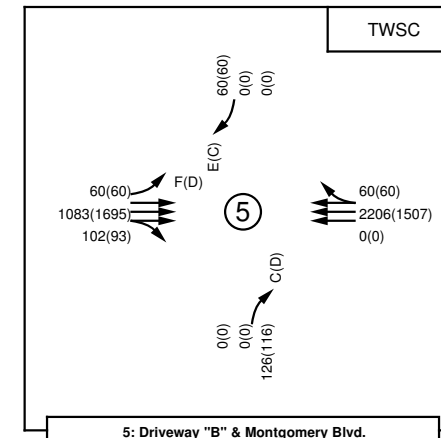 TWSC
60(60)
0(0)
0(0)
E(C)
F(D)
60(60)
1083(1695)
102(93)
5
60(60)
2206(1507)
0(0)
C(D)
0(0)
0(0)
126(116)
5: Driveway "B" & Montgomery Blvd.